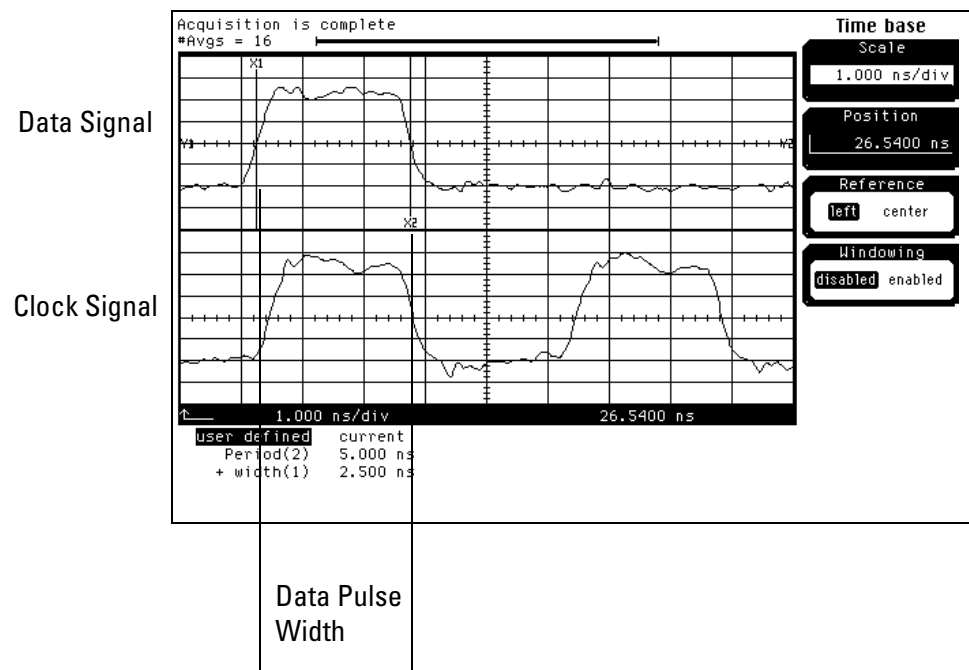 Acquisition is complete
#Avgs = 16
Time base
Scale
1.000 ns/div
Position
26.5400 ns
Reference
left center
Windowing
disabled enabled
X1
Data Signal
Y1
Y2
X2
Clock Signal
1.000 ns/div 26.5400 ns
user defined current
Period(2) 5.000 ns
+ width(1) 2.500 ns
Data Pulse
Width